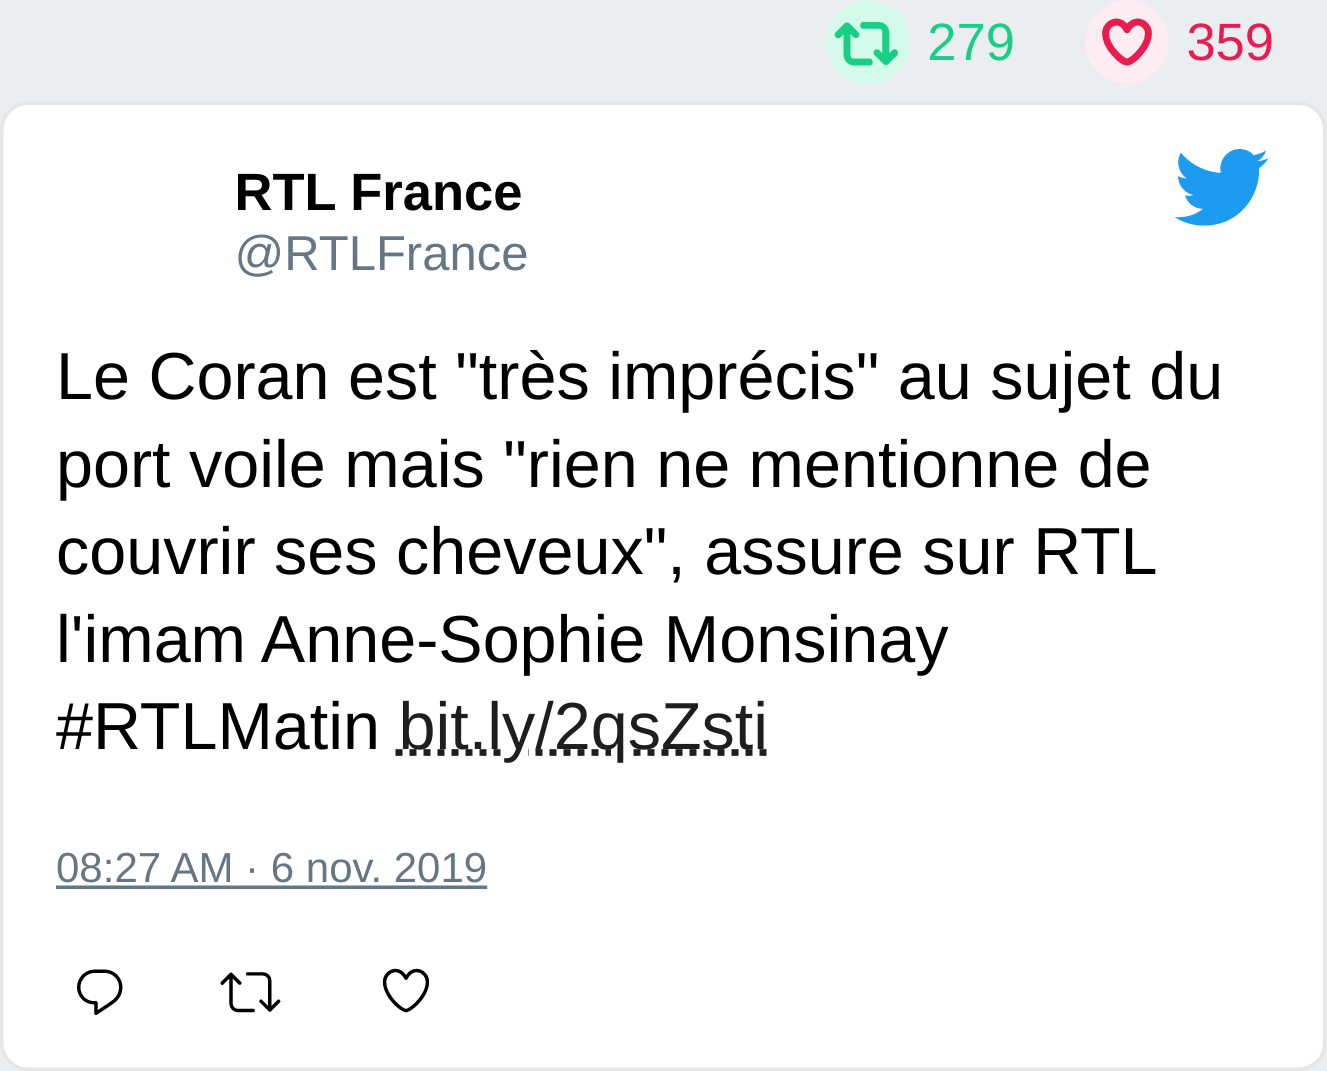 279 359
RTL France
@RTLFrance
Le Coran est "très imprécis" au sujet du
port voile mais "rien ne mentionne de
couvrir ses cheveux", assure sur RTL
l'imam Anne-Sophie Monsinay
#RTLMatin bit.ly/2qsZsti
08:27 AM · 6 nov. 2019